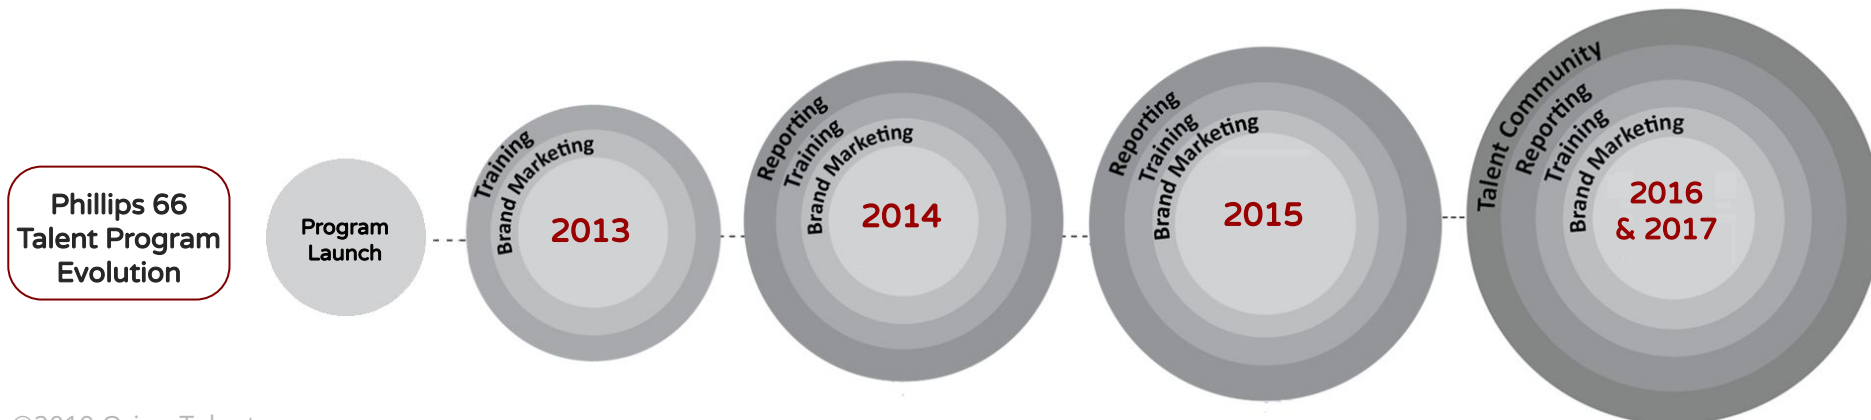 Phillips 66
Talent Program
Evolution
Program
Launch
Training
Brand Marketing
2013
Reporting
Training
Brand Marketing
2014
Reporting
Training
Brand Marketing
2015
Talent Community
Reporting
Training
Brand Marketing
2016
& 2017